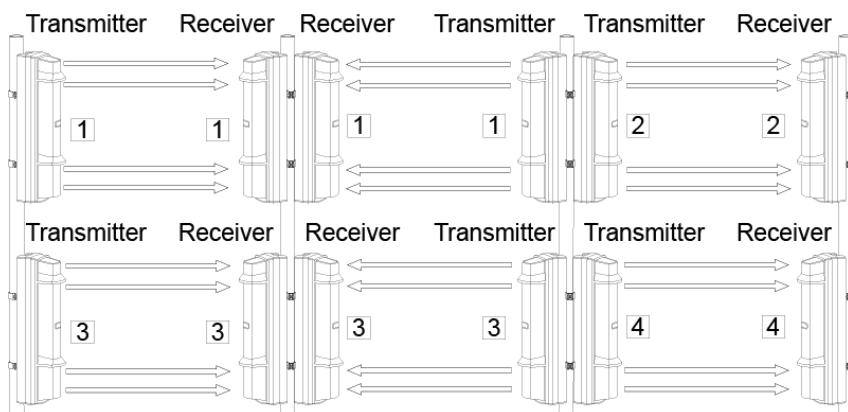 Transmitter Receiver Receiver Transmitter Transmitter Receiver
1 1 1 1 2 2
Transmitter Receiver Receiver Transmitter Transmitter Receiver
3 3 3 3 4 4